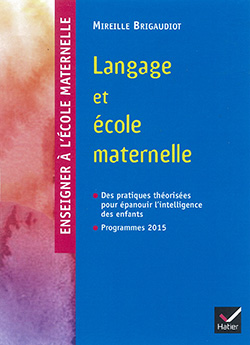 MIREILLE BRIGAUDIOT
ENSEIGNER À L'ÉCOLE MATERNELLE
Langage
et
école
maternelle
Des pratiques théorisées
pour épanouir l'intelligence
des enfants
Programmes 2015
Hatier